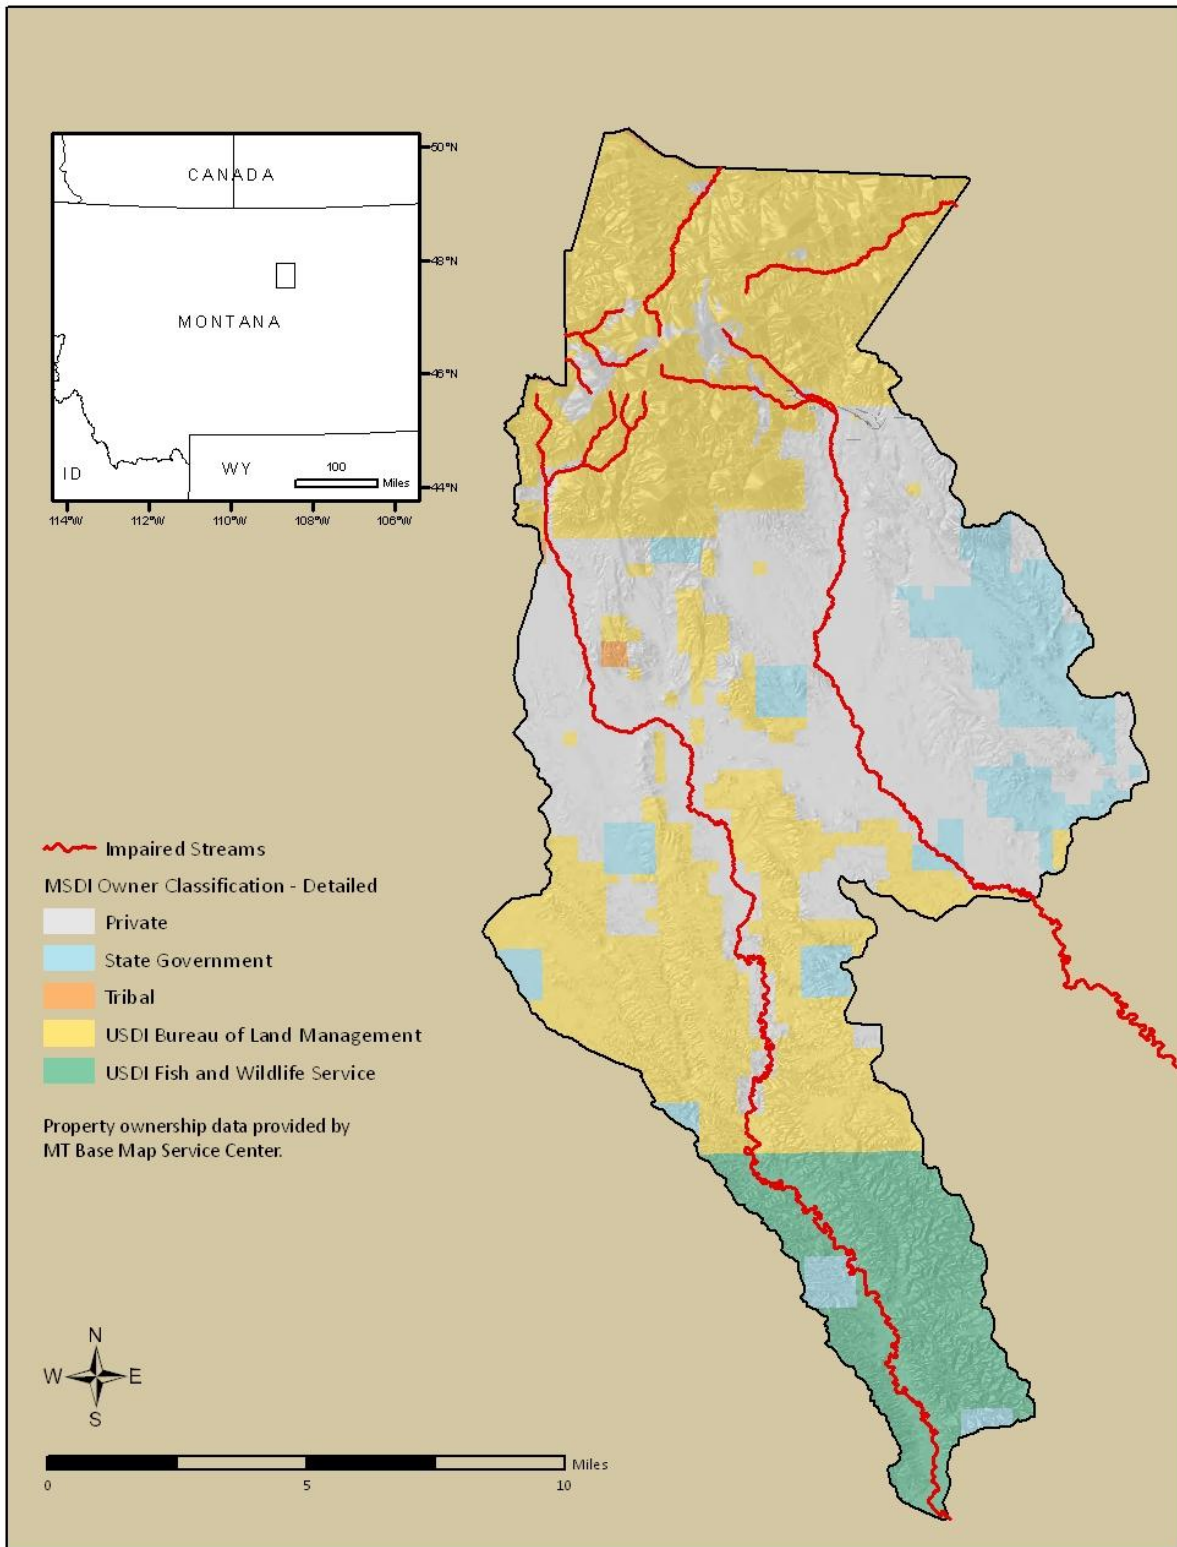 50°N
CANADA
48°N
MONTANA
46°N
ID
WY
100
Miles
44°N
114°W
112°W
110°W
108°W
106°W
Impaired Streams
MSDI Owner Classification - Detailed
Private
State Government
Tribal
USDI Bureau of Land Management
USDI Fish and Wildlife Service
Property ownership data provided by
MT Base Map Service Center.
N
W
E
S
Miles
0
5
10